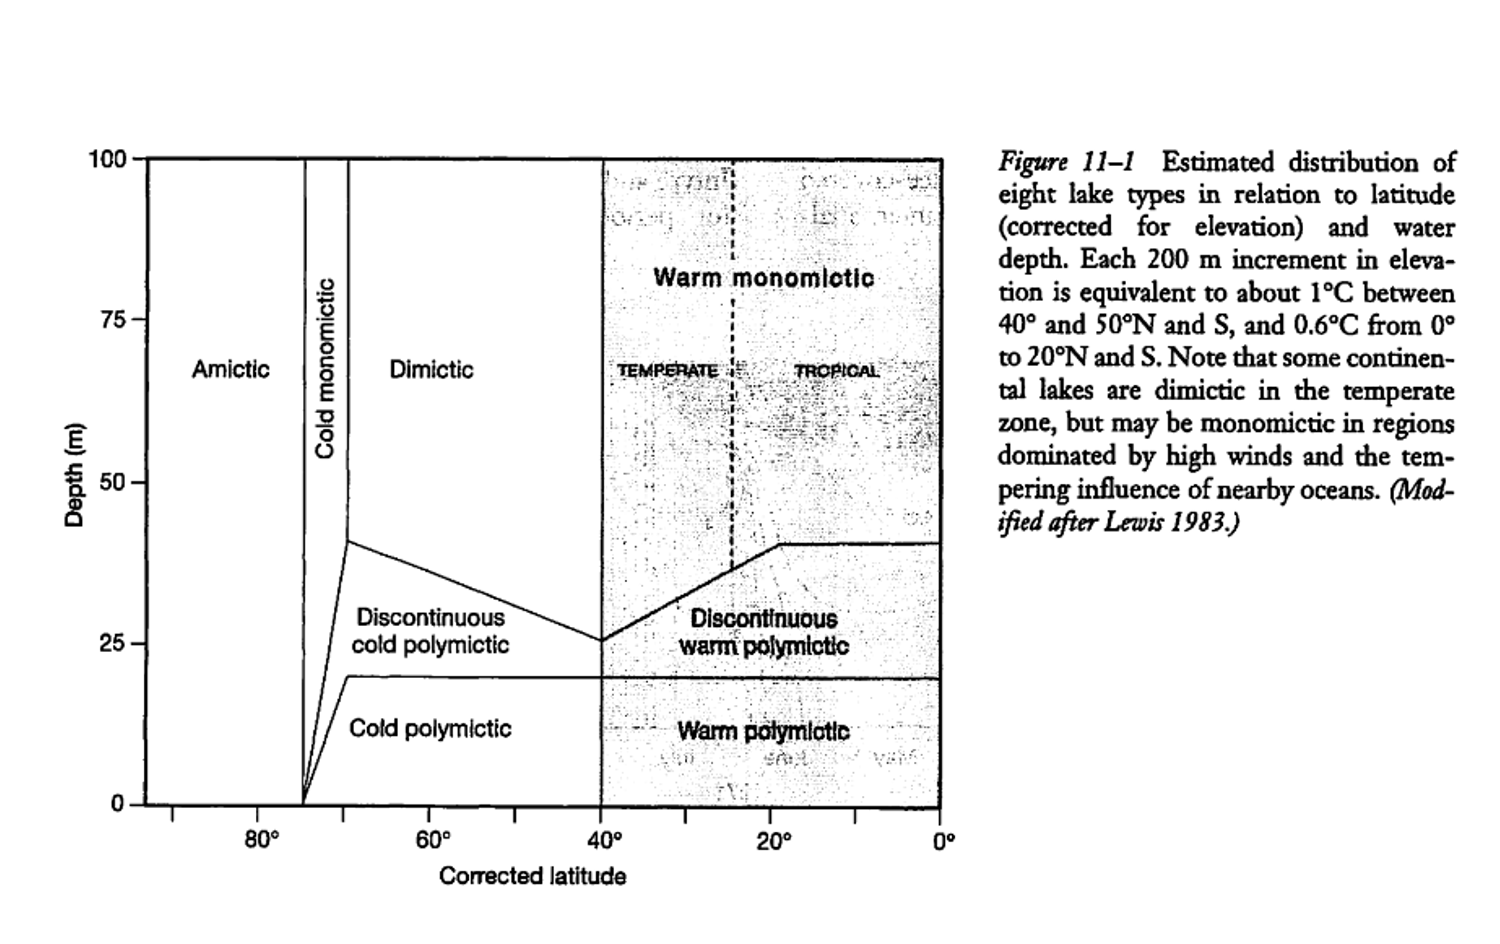 100
75
50
25
0
Depth (m)
Amictic
Cold monomictic
Dimictic
Warm monomictic
TEMPERATE
TROPICAL
Discontinuous
cold polymictic
Discontinuous
warm polymictic
Cold polymictic
Warm polymictic
80°
60°
40°
20°
0°
Corrected latitude
Figure 11–1 Estimated distribution of
eight lake types in relation to latitude
(corrected for elevation) and water
depth. Each 200 m increment in eleva-
tion is equivalent to about 1°C between
40° and 50°N and S, and 0.6°C from 0°
to 20°N and S. Note that some continen-
tal lakes are dimictic in the temperate
zone, but may be monomictic in regions
dominated by high winds and the tem-
pering influence of nearby oceans. (Mod-
ified after Lewis 1983.)